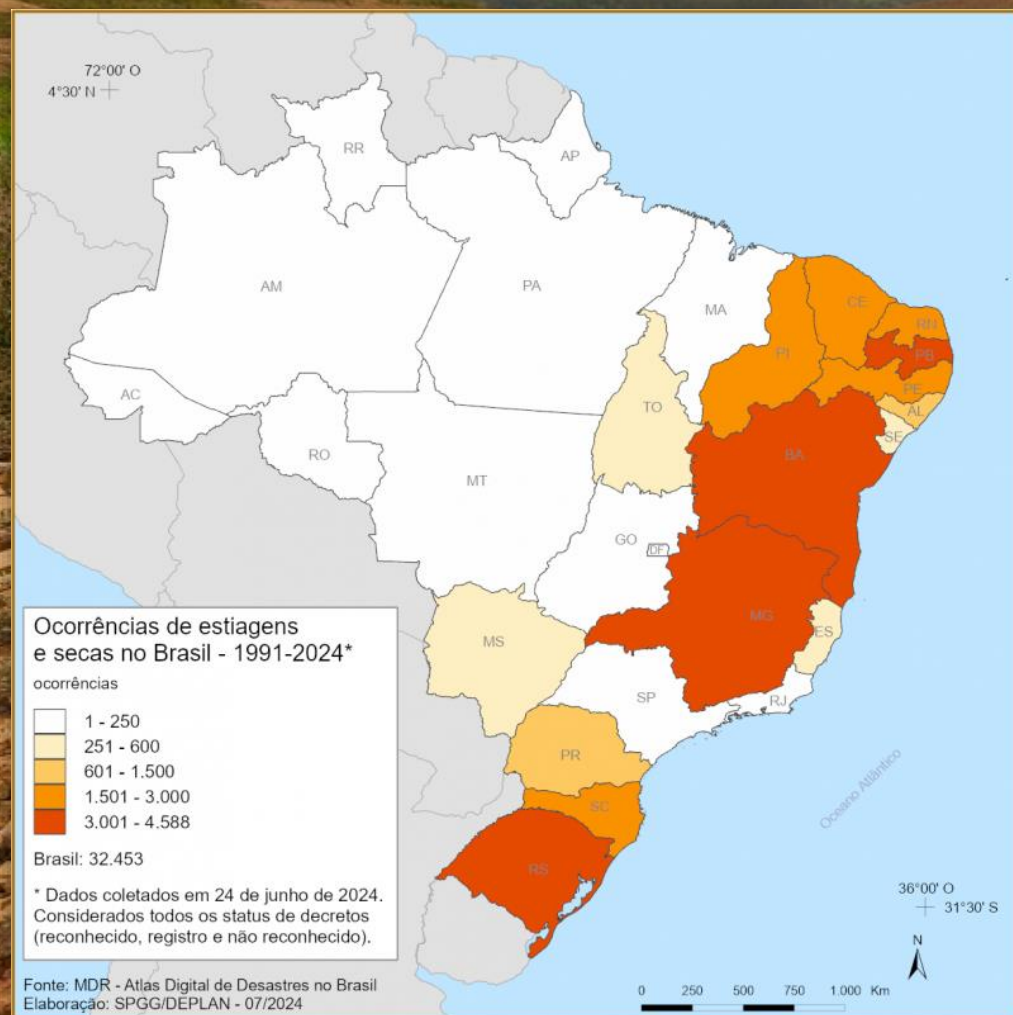 72°00' O
4°30' N
RR
AP
AM
PA
MA
CE
RN
PB
PI
PE
AC
TO
AL
SE
RO
BA
MT
GO
DF
MG
ES
MS
SP
RJ
PR
SC
RS
Oceano Atlântico
Ocorrências de estiagens
e secas no Brasil - 1991-2024*
ocorrências
1 - 250
251 - 600
601 - 1.500
1.501 - 3.000
3.001 - 4.588
Brasil: 32.453
* Dados coletados em 24 de junho de 2024.
Considerados todos os status de decretos
(reconhecido, registro e não reconhecido).
36°00' O
31°30' S
N
0 250 500 750 1.000 Km
Fonte: MDR - Atlas Digital de Desastres no Brasil
Elaboração: SPGG/DEPLAN - 07/2024